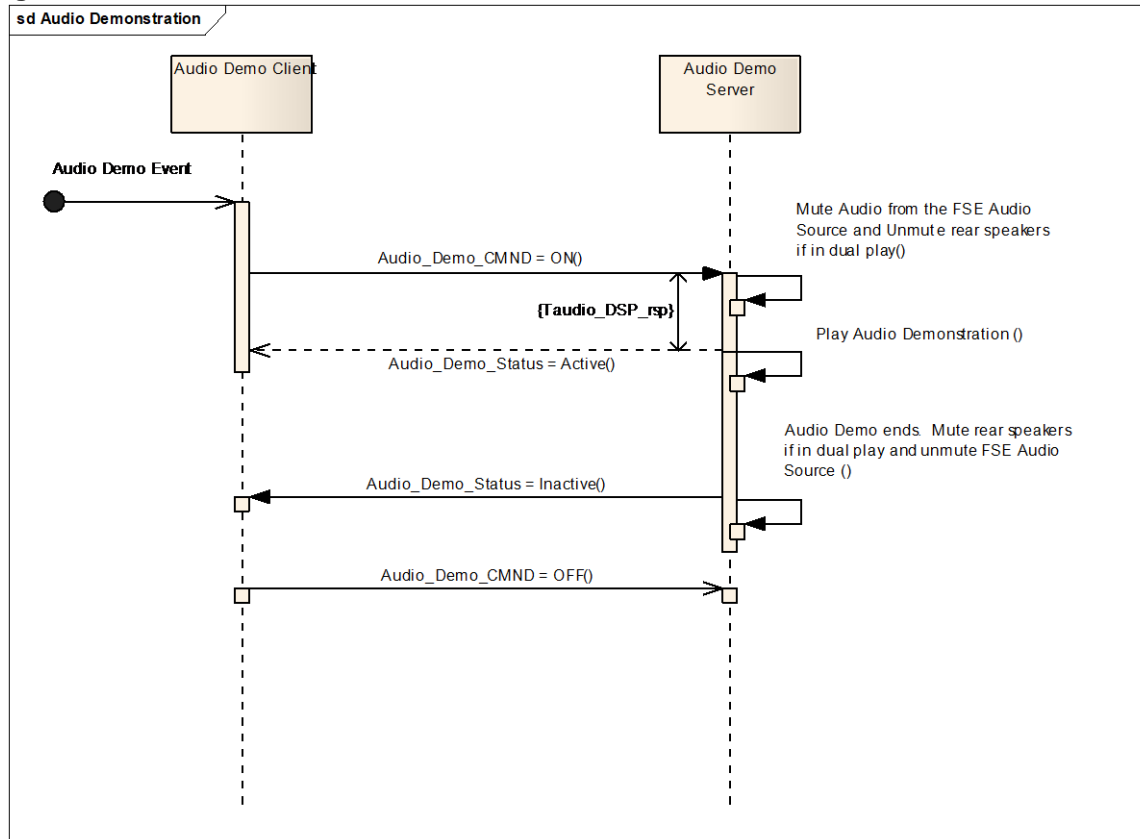 sd Audio Demonstration
Audio Demo Client
Audio Demo
Server
Audio Demo Event
Mute Audio from the FSE Audio
Source and Unmute rear speakers
if in dual play()
Audio_Demo_CMND = ON()
{Taudio_DSP_rsp}
Play Audio Demonstration ()
Audio_Demo_Status = Active()
Audio Demo ends. Mute rear speakers
if in dual play and unmute FSE Audio
Source ()
Audio_Demo_Status = Inactive()
Audio_Demo_CMND = OFF()